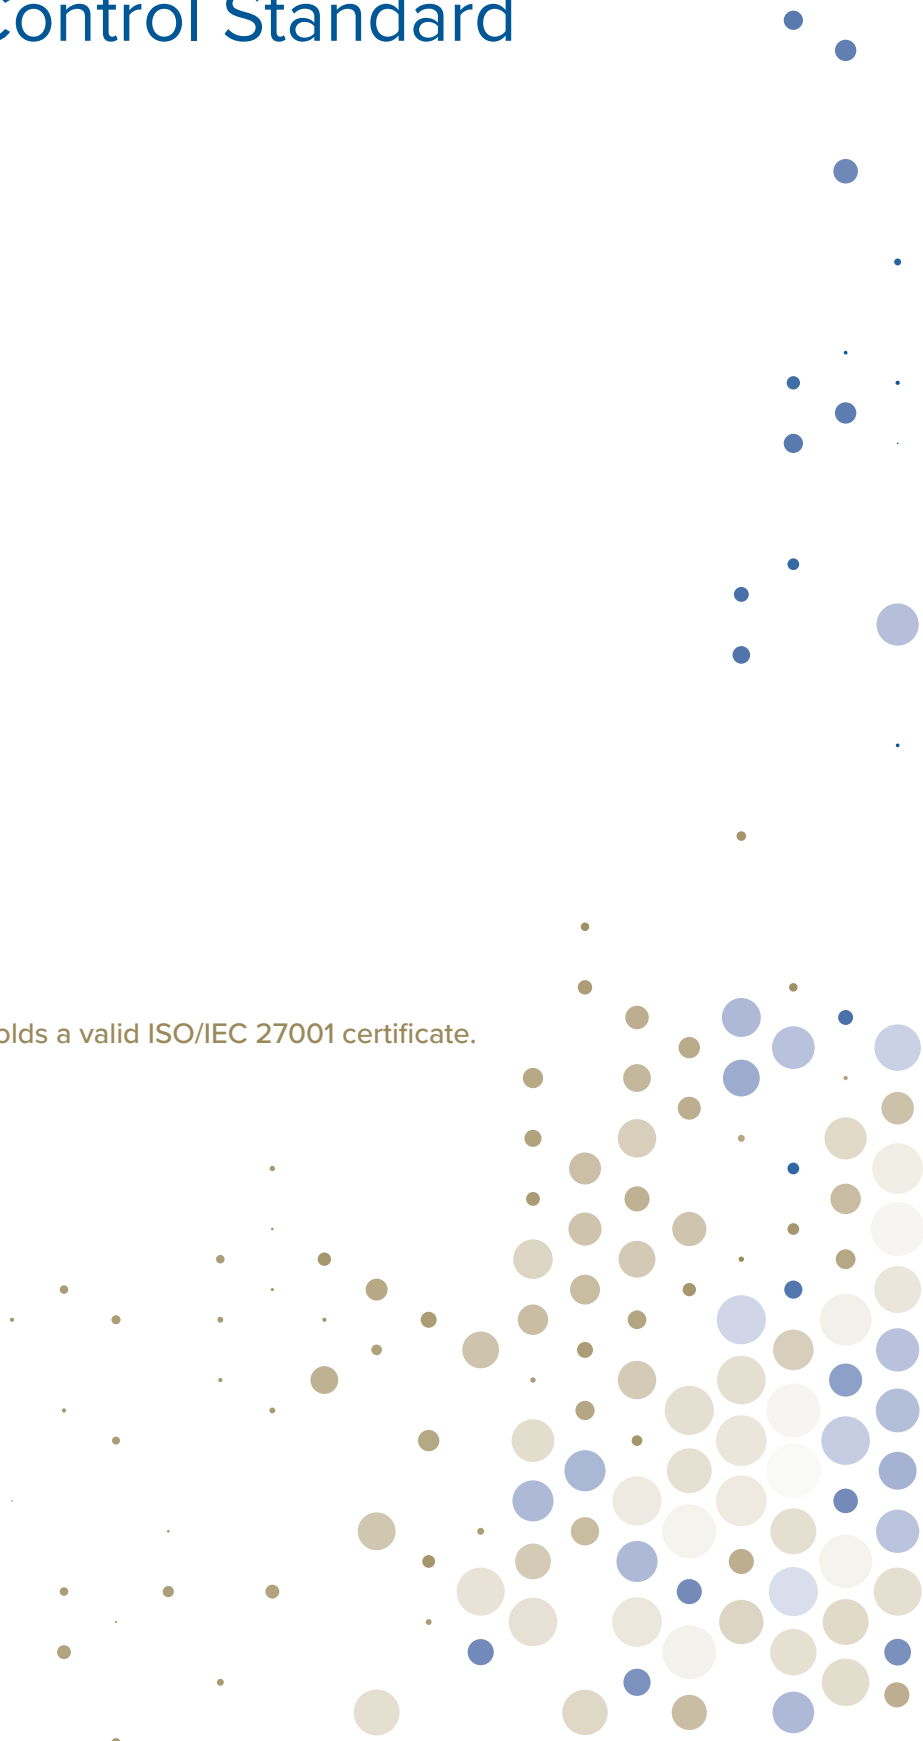 Control Standard
olds a valid ISO/IEC 27001 certificate.